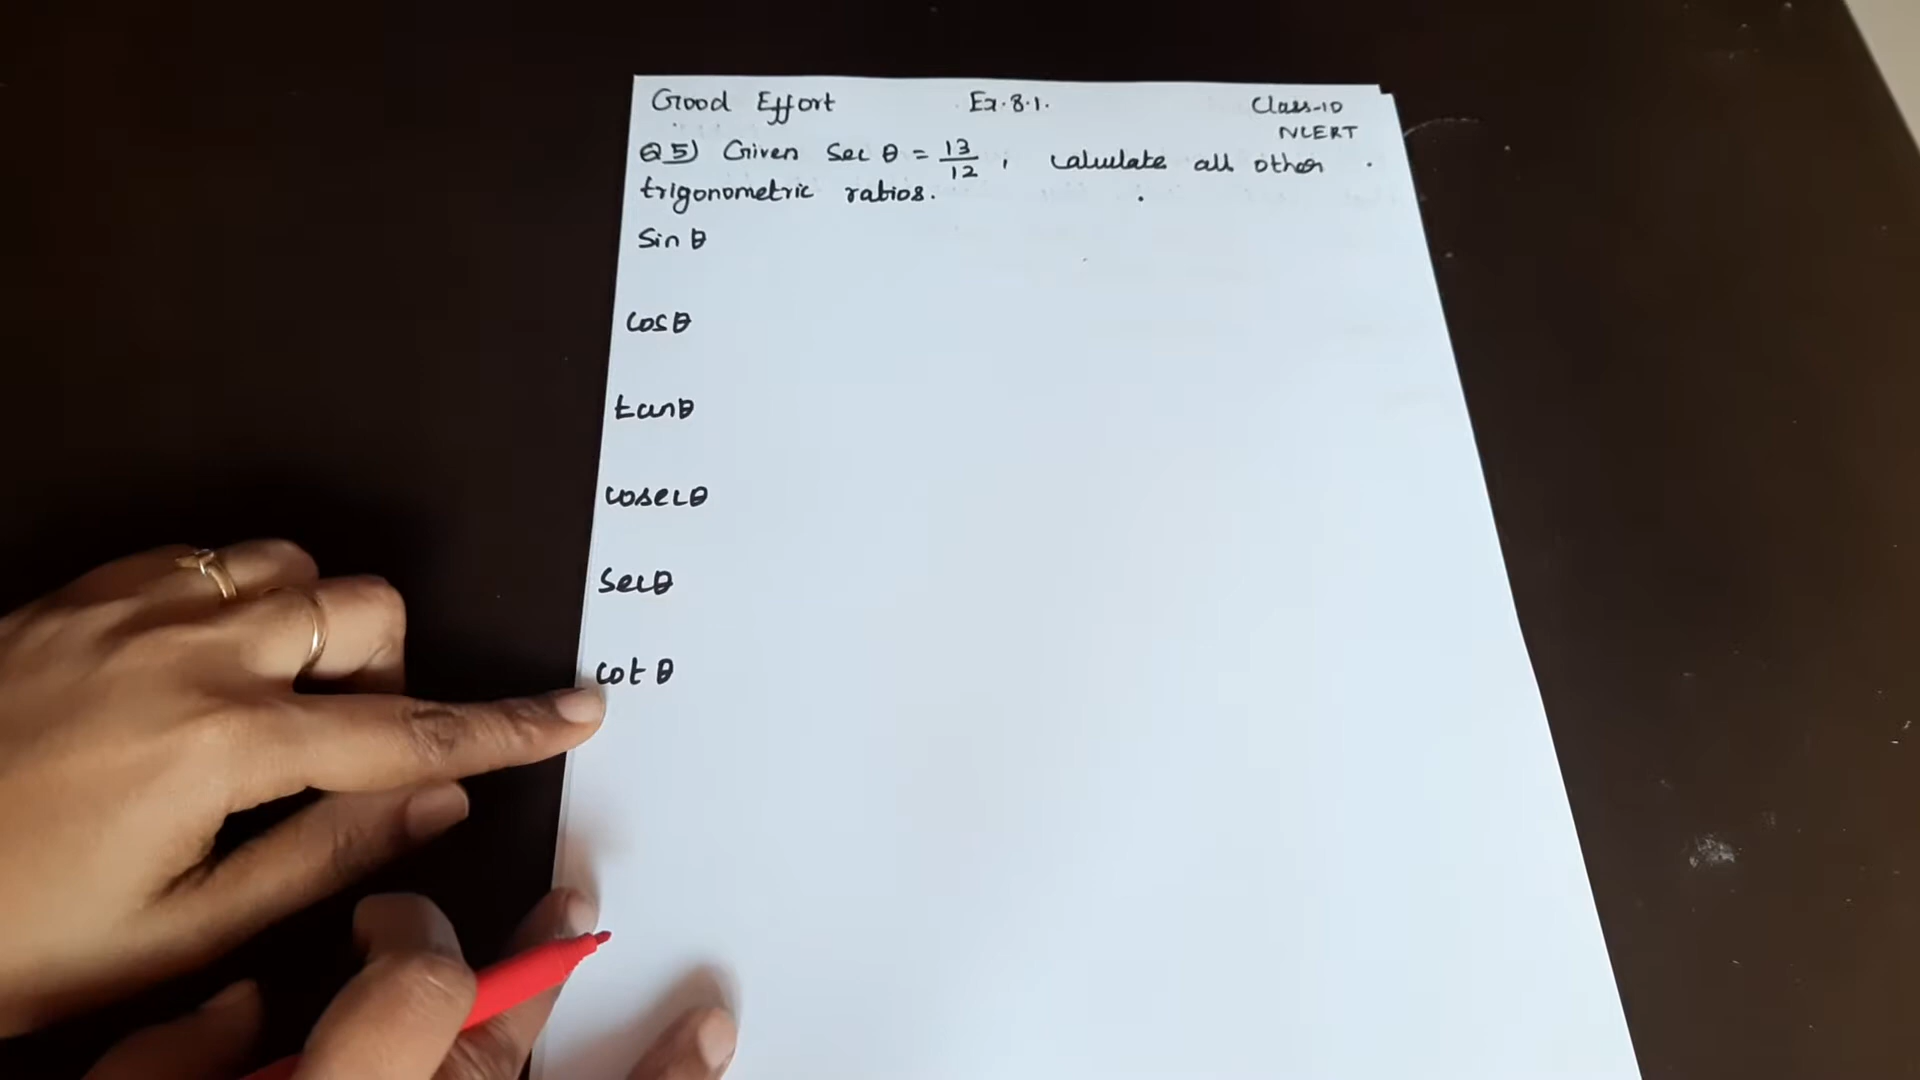 Good Effort Ex.8.1. Class-10
NCERT
Q5) Given Sec θ = 13/12, calculate all other
trigonometric ratios.
Sin θ
cos θ
tan θ
cosec θ
Sec θ
cot θ